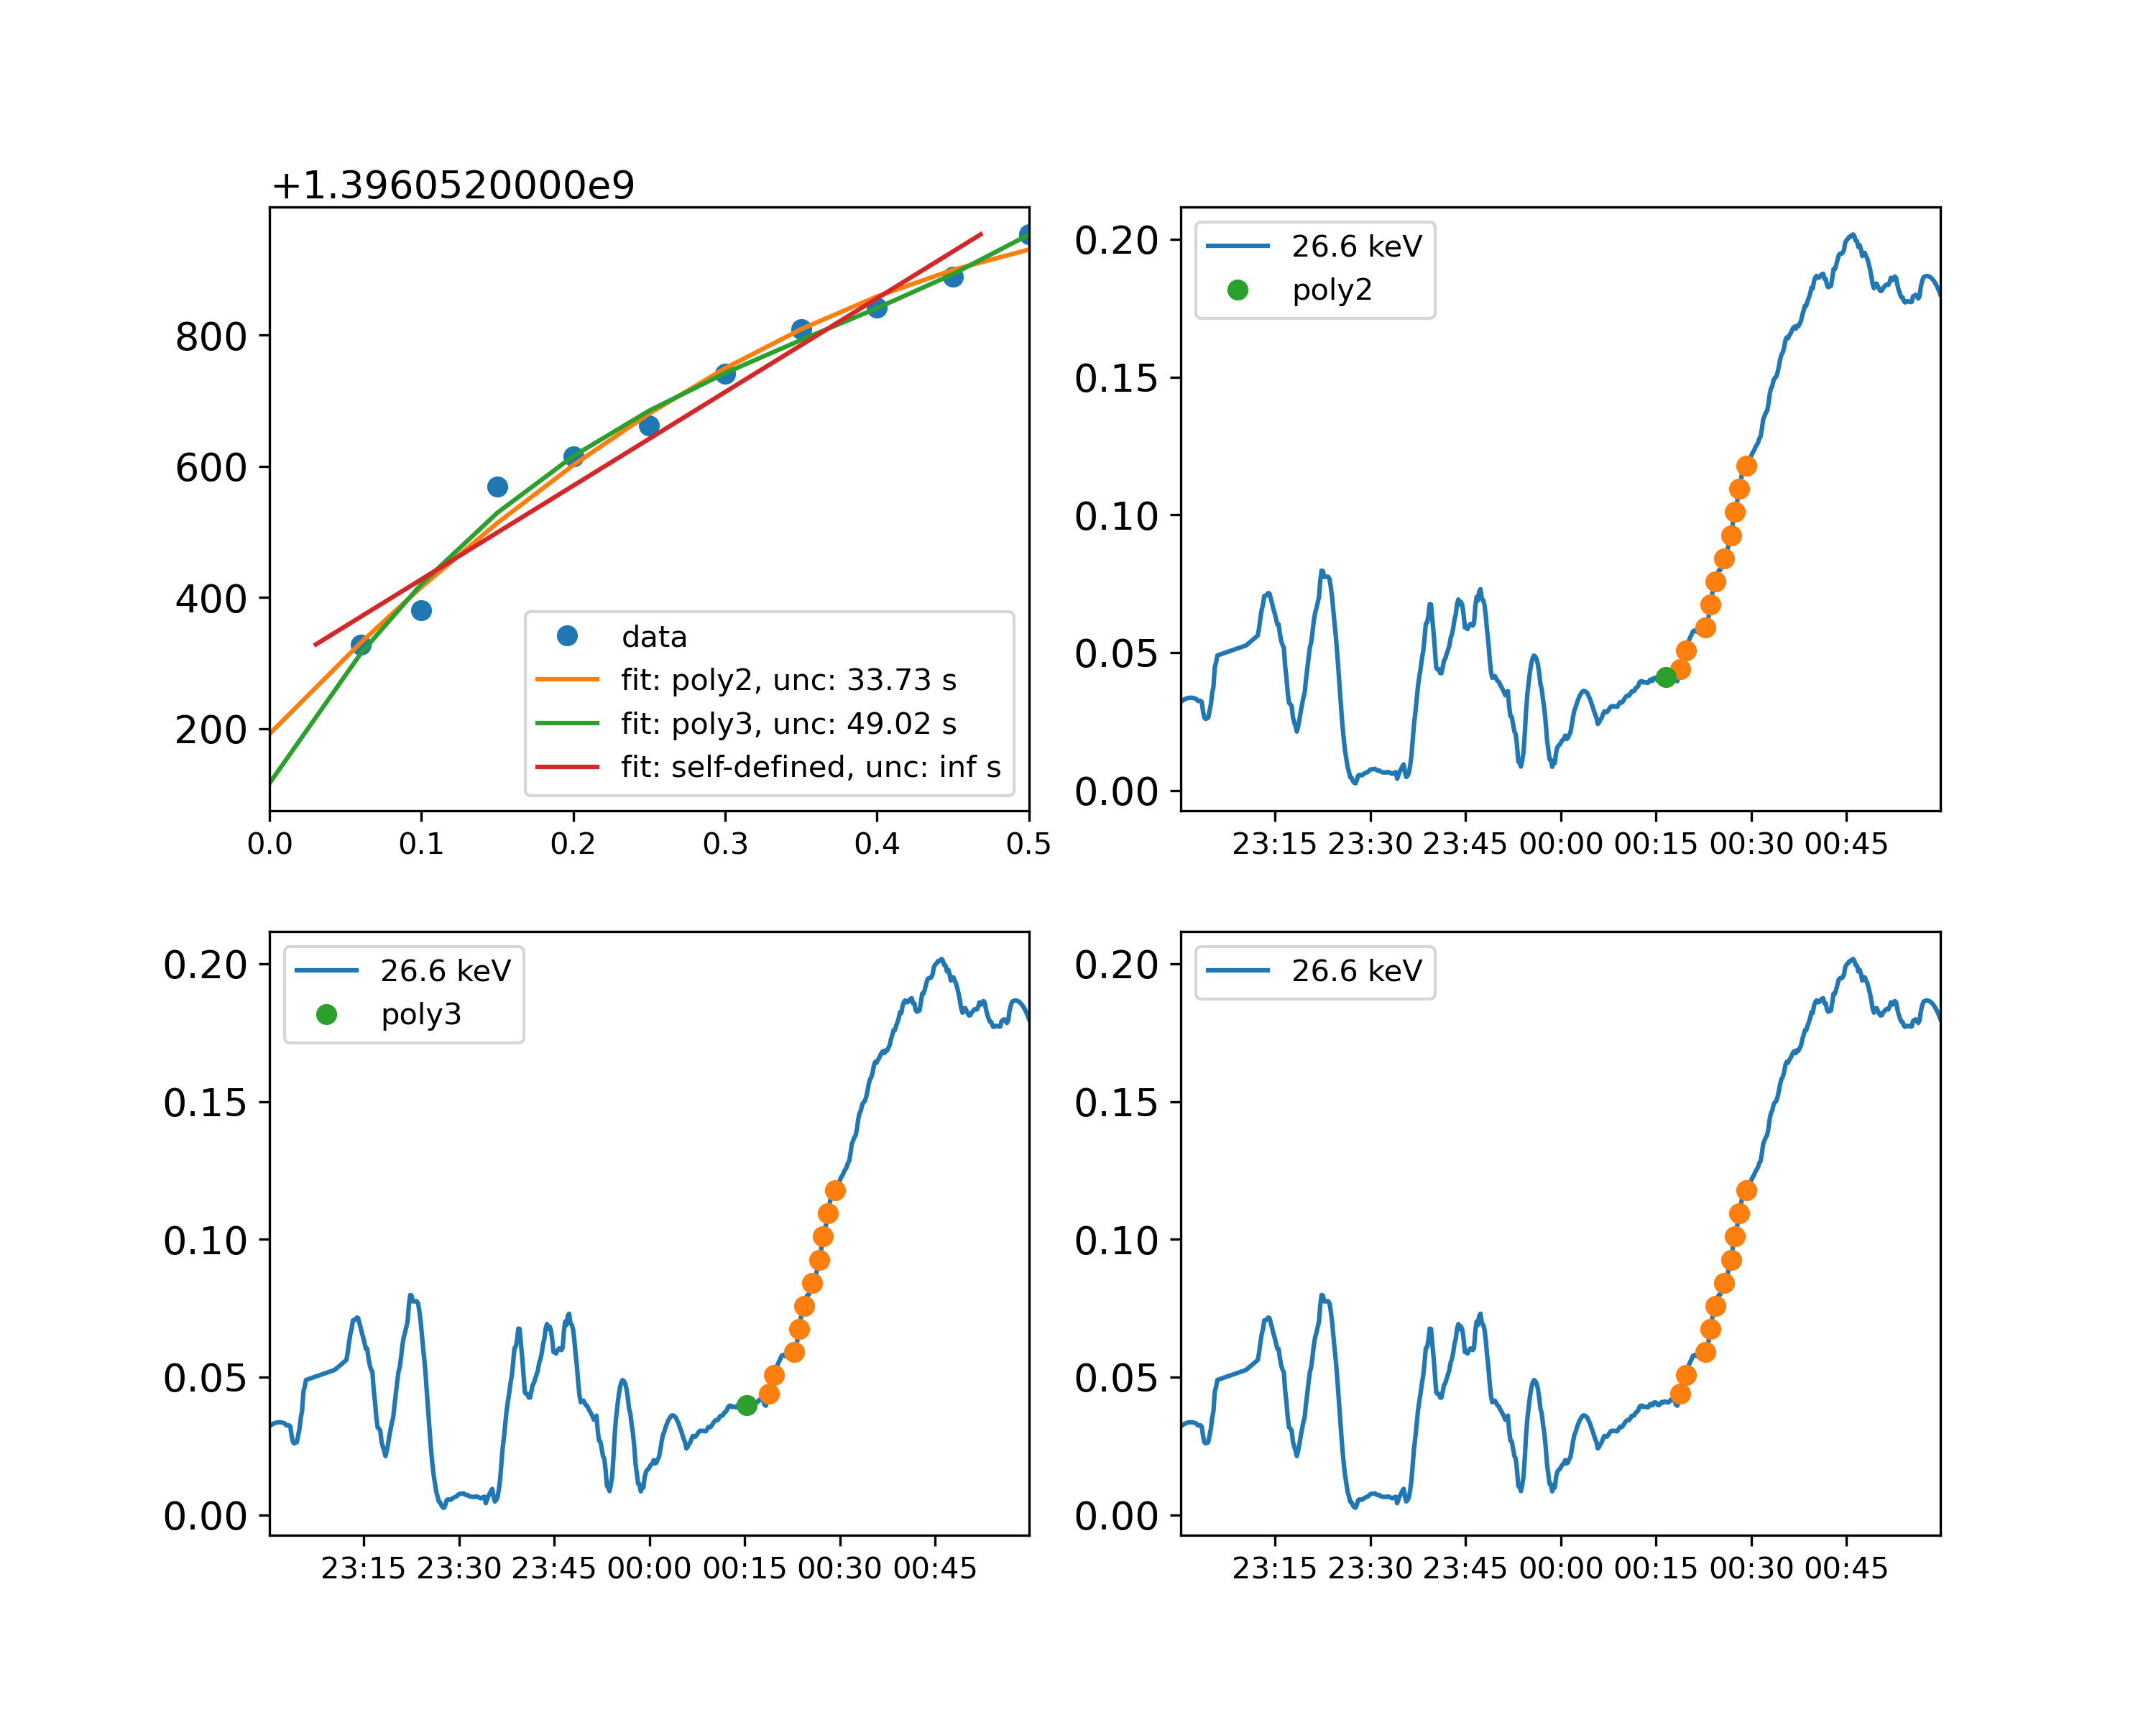 +1.3960520000e9
800
600
400
200
0.0 0.1 0.2 0.3 0.4 0.5
data
fit: poly2, unc: 33.73 s
fit: poly3, unc: 49.02 s
fit: self-defined, unc: inf s
0.20
0.15
0.10
0.05
0.00
23:15 23:30 23:45 00:00 00:15 00:30 00:45
26.6 keV
poly2
0.20
0.15
0.10
0.05
0.00
23:15 23:30 23:45 00:00 00:15 00:30 00:45
26.6 keV
poly3
0.20
0.15
0.10
0.05
0.00
23:15 23:30 23:45 00:00 00:15 00:30 00:45
26.6 keV